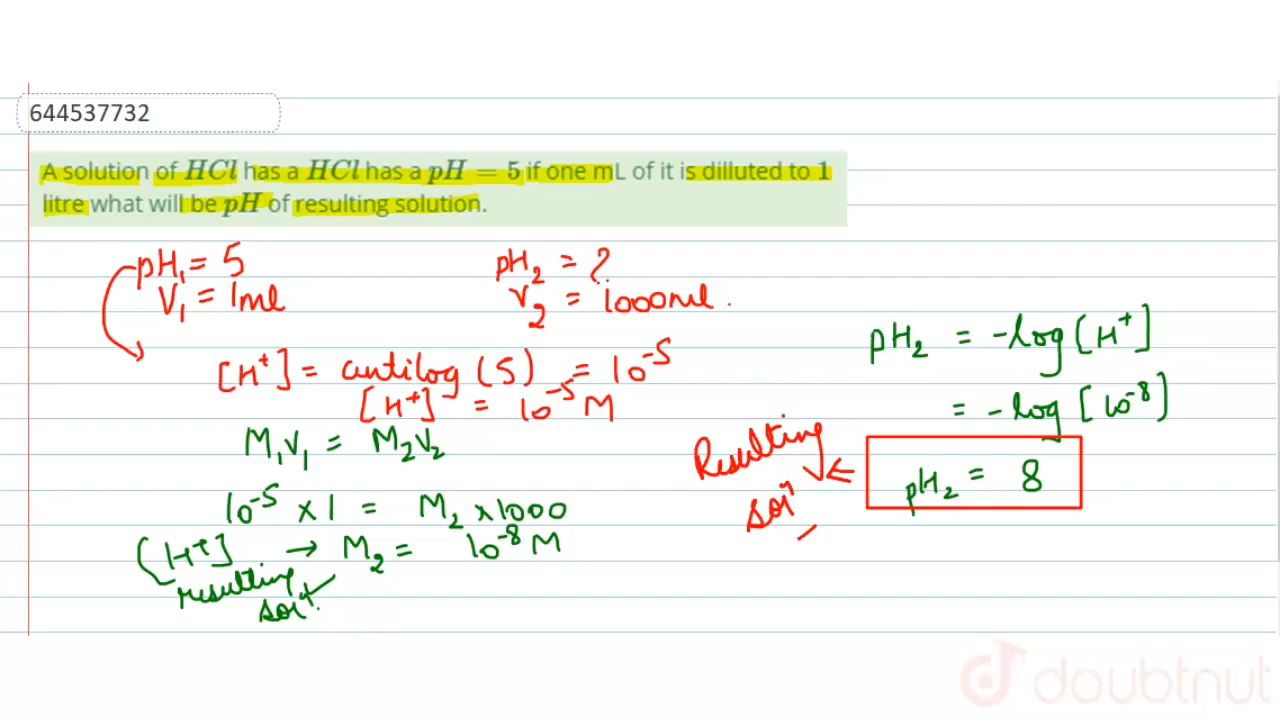 644537732
A solution of HCl has a HCl has a pH = 5 if one mL of it is dilluted to 1
litre what will be pH of resulting solution.
pH₁ = 5
V₁ = 1ml
pH₂ = ?
V₂ = 1000ml.
[H⁺] = antilog (5) = 10⁻⁵
[H⁺] = 10⁻⁵ M
M₁V₁ = M₂V₂
10⁻⁵ × 1 = M₂ × 1000
[H⁺] → M₂ = 10⁻⁸ M
resulting
solⁿ
pH₂ = -log [H⁺]
= -log [10⁻⁸]
pH₂ = 8
Resulting
solⁿ
doubtnut